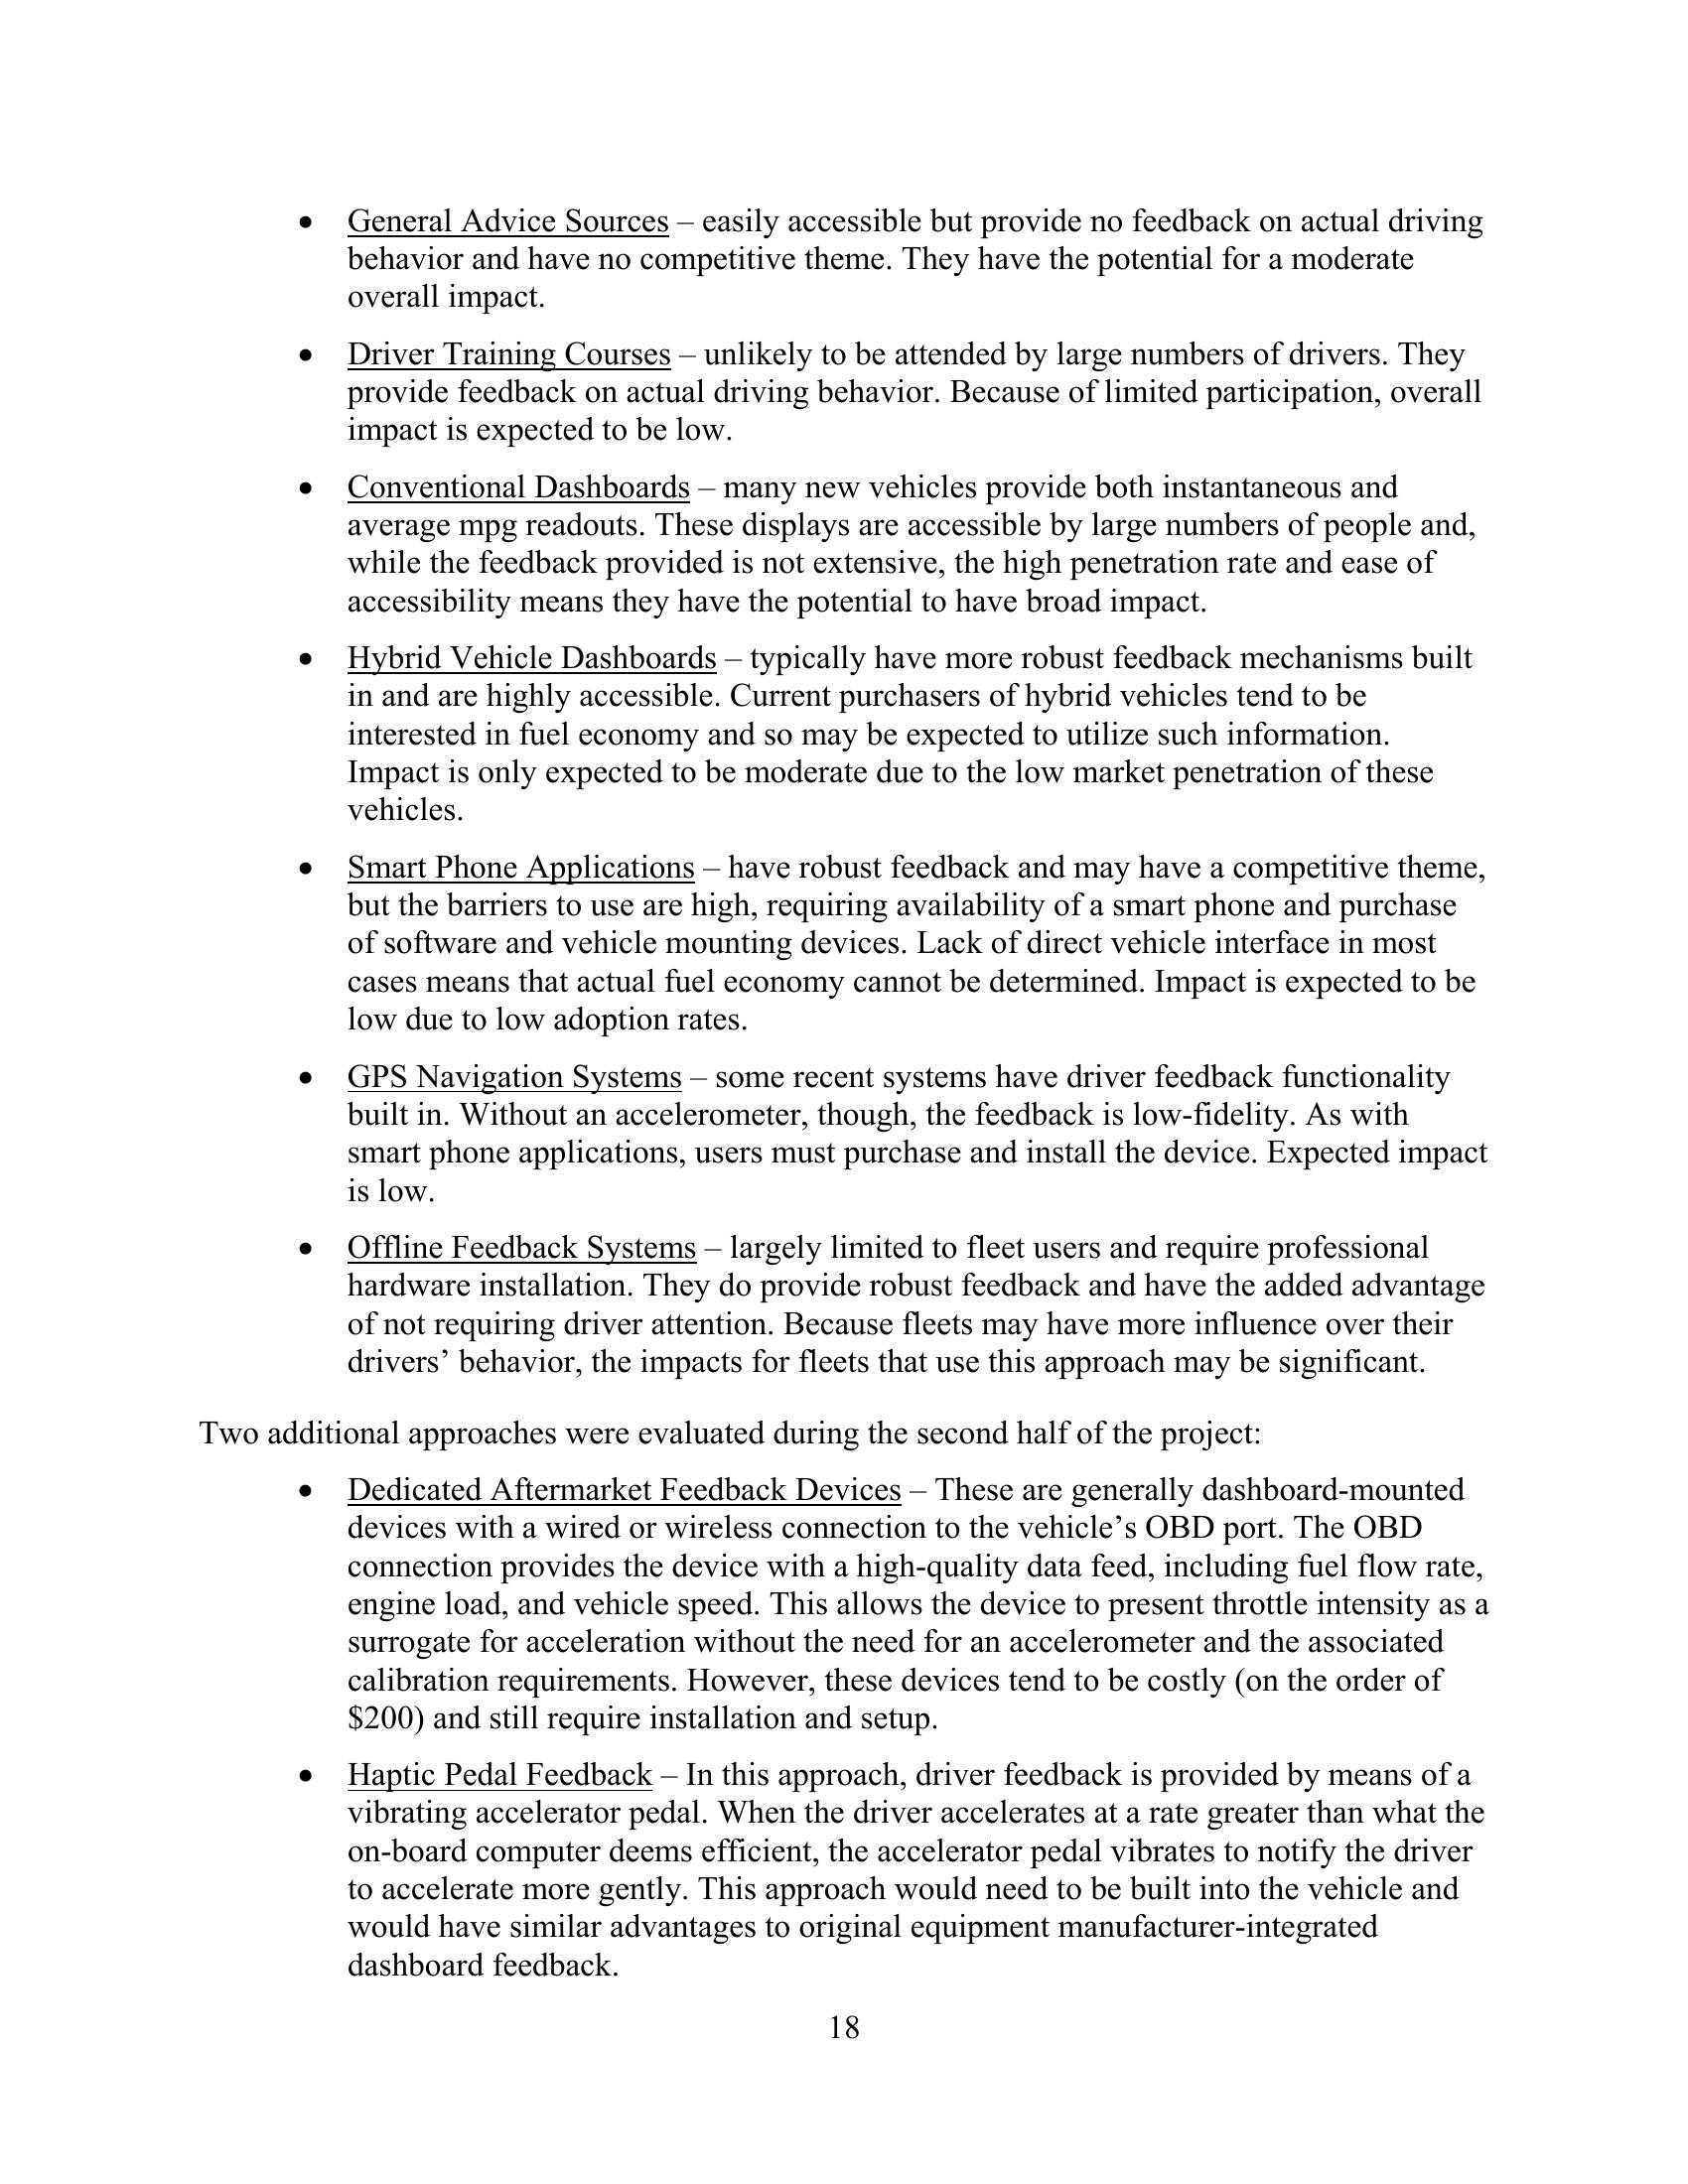 • General Advice Sources – easily accessible but provide no feedback on actual driving
behavior and have no competitive theme. They have the potential for a moderate
overall impact.
• Driver Training Courses – unlikely to be attended by large numbers of drivers. They
provide feedback on actual driving behavior. Because of limited participation, overall
impact is expected to be low.
• Conventional Dashboards – many new vehicles provide both instantaneous and
average mpg readouts. These displays are accessible by large numbers of people and,
while the feedback provided is not extensive, the high penetration rate and ease of
accessibility means they have the potential to have broad impact.
• Hybrid Vehicle Dashboards – typically have more robust feedback mechanisms built
in and are highly accessible. Current purchasers of hybrid vehicles tend to be
interested in fuel economy and so may be expected to utilize such information.
Impact is only expected to be moderate due to the low market penetration of these
vehicles.
• Smart Phone Applications – have robust feedback and may have a competitive theme,
but the barriers to use are high, requiring availability of a smart phone and purchase
of software and vehicle mounting devices. Lack of direct vehicle interface in most
cases means that actual fuel economy cannot be determined. Impact is expected to be
low due to low adoption rates.
• GPS Navigation Systems – some recent systems have driver feedback functionality
built in. Without an accelerometer, though, the feedback is low-fidelity. As with
smart phone applications, users must purchase and install the device. Expected impact
is low.
• Offline Feedback Systems – largely limited to fleet users and require professional
hardware installation. They do provide robust feedback and have the added advantage
of not requiring driver attention. Because fleets may have more influence over their
drivers’ behavior, the impacts for fleets that use this approach may be significant.
Two additional approaches were evaluated during the second half of the project:
• Dedicated Aftermarket Feedback Devices – These are generally dashboard-mounted
devices with a wired or wireless connection to the vehicle’s OBD port. The OBD
connection provides the device with a high-quality data feed, including fuel flow rate,
engine load, and vehicle speed. This allows the device to present throttle intensity as a
surrogate for acceleration without the need for an accelerometer and the associated
calibration requirements. However, these devices tend to be costly (on the order of
$200) and still require installation and setup.
• Haptic Pedal Feedback – In this approach, driver feedback is provided by means of a
vibrating accelerator pedal. When the driver accelerates at a rate greater than what the
on-board computer deems efficient, the accelerator pedal vibrates to notify the driver
to accelerate more gently. This approach would need to be built into the vehicle and
would have similar advantages to original equipment manufacturer-integrated
dashboard feedback.
18